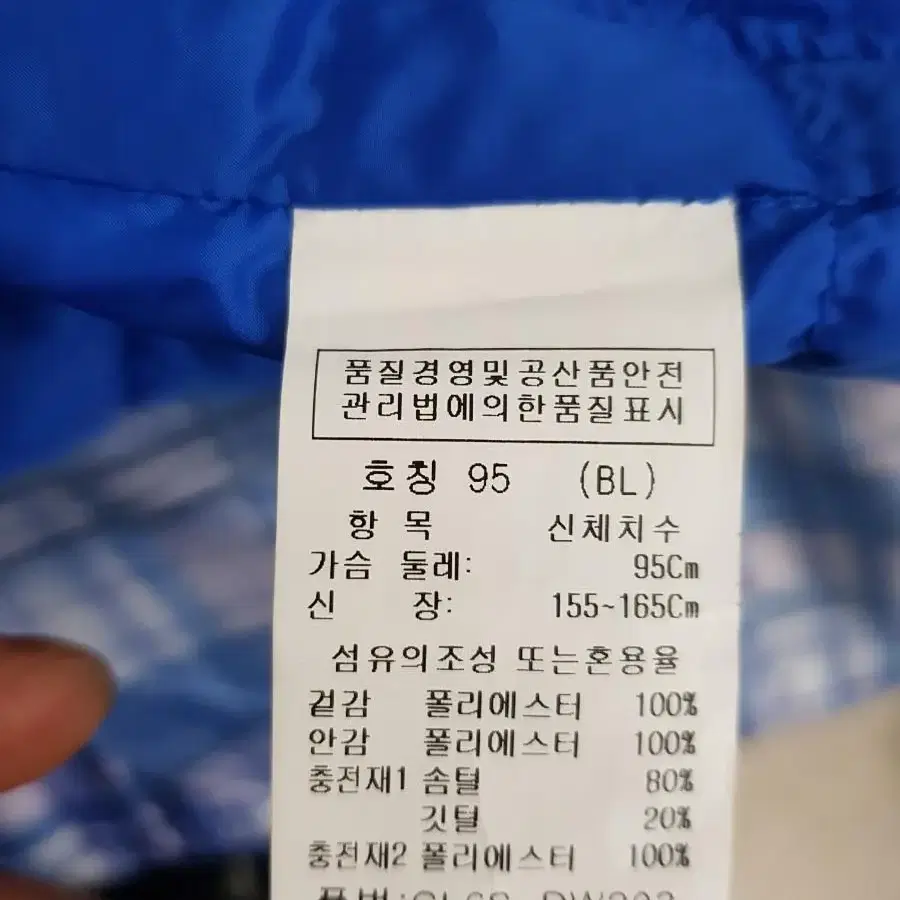 품질경영및공산품안전
관리법에의한품질표시
호칭 95 (BL)
항 목 신체치수
가슴 둘레: 95Cm
신 장: 155~165Cm
섬유의조성 또는혼용율
겉감 폴리에스터 100%
안감 폴리에스터 100%
충전재1 솜털 80%
깃털 20%
충전재2 폴리에스터 100%
품번: